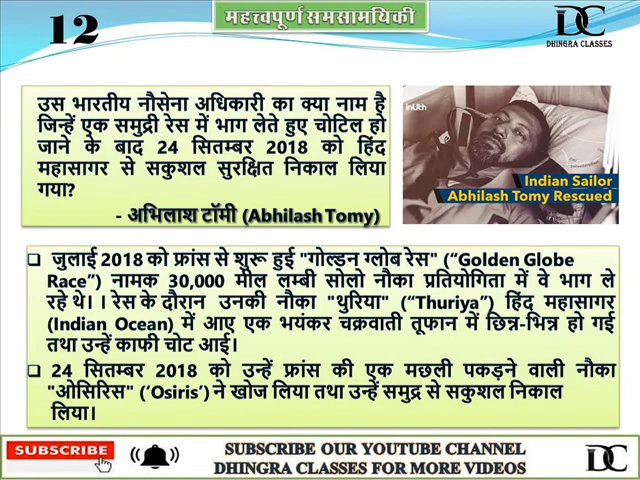 12
महत्त्वपूर्ण समसामयिकी
DC
DHINGRA CLASSES
उस भारतीय नौसेना अधिकारी का क्या नाम है
जिन्हें एक समुद्री रेस में भाग लेते हुए चोटिल हो
जाने के बाद 24 सितम्बर 2018 को हिंद
महासागर से सकुशल सुरक्षित निकाल लिया
गया?
- अभिलाश टॉमी (Abhilash Tomy)
inUth
Indian Sailor
Abhilash Tomy Rescued
जुलाई 2018 को फ्रांस से शुरू हुई "गोल्डन ग्लोब रेस" (“Golden Globe
Race”) नामक 30,000 मील लम्बी सोलो नौका प्रतियोगिता में वे भाग ले
रहे थे। । रेस के दौरान उनकी नौका "थुरिया" (“Thuriya”) हिंद महासागर
(Indian Ocean) में आए एक भयंकर चक्रवाती तूफान में छिन्न-भिन्न हो गई
तथा उन्हें काफी चोट आई।
24 सितम्बर 2018 को उन्हें फ्रांस की एक मछली पकड़ने वाली नौका
"ओसिरिस" (‘Osiris’) ने खोज लिया तथा उन्हें समुद्र से सकुशल निकाल
लिया।
SUBSCRIBE
SUBSCRIBE OUR YOUTUBE CHANNEL
DHINGRA CLASSES FOR MORE VIDEOS
DC